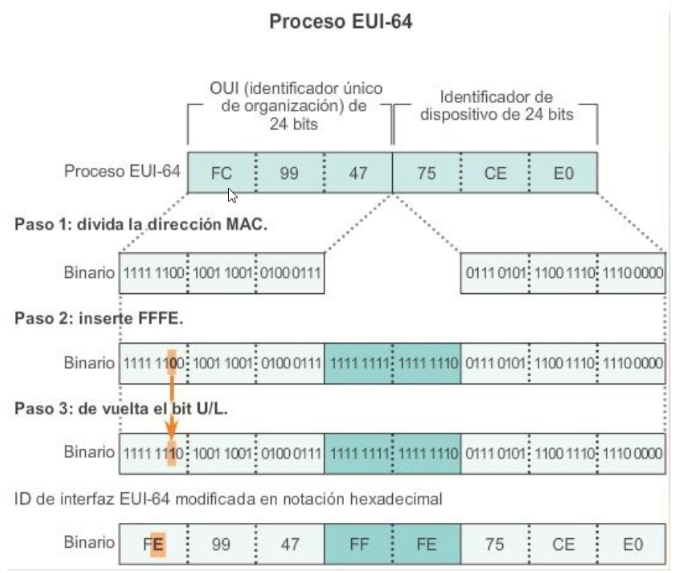 Proceso EUI-64
OUI (identificador único
de organización) de
24 bits
Identificador de
dispositivo de 24 bits
Proceso EUI-64 FC 99 47 75 CE E0
Paso 1: divida la dirección MAC.
Binario 1111 1100 1001 1001 0100 0111 0111 0101 1100 1110 1110 0000
Paso 2: inserte FFFE.
Binario 1111 1100 1001 1001 0100 0111 1111 1111 1111 1110 0111 0101 1100 1110 1110 0000
Paso 3: de vuelta el bit U/L.
Binario 1111 1110 1001 1001 0100 0111 1111 1111 1111 1110 0111 0101 1100 1110 1110 0000
ID de interfaz EUI-64 modificada en notación hexadecimal
Binario FE 99 47 FF FE 75 CE E0